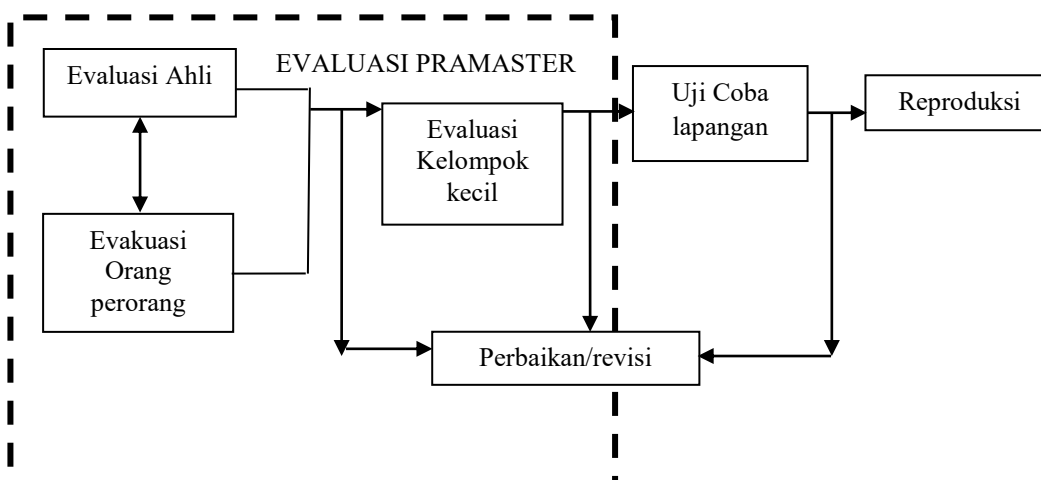 Evaluasi Ahli
EVALUASI PRAMASTER
Evaluasi
Kelompok
kecil
Uji Coba
lapangan
Reproduksi
Evakuasi
Orang
perorang
Perbaikan/revisi